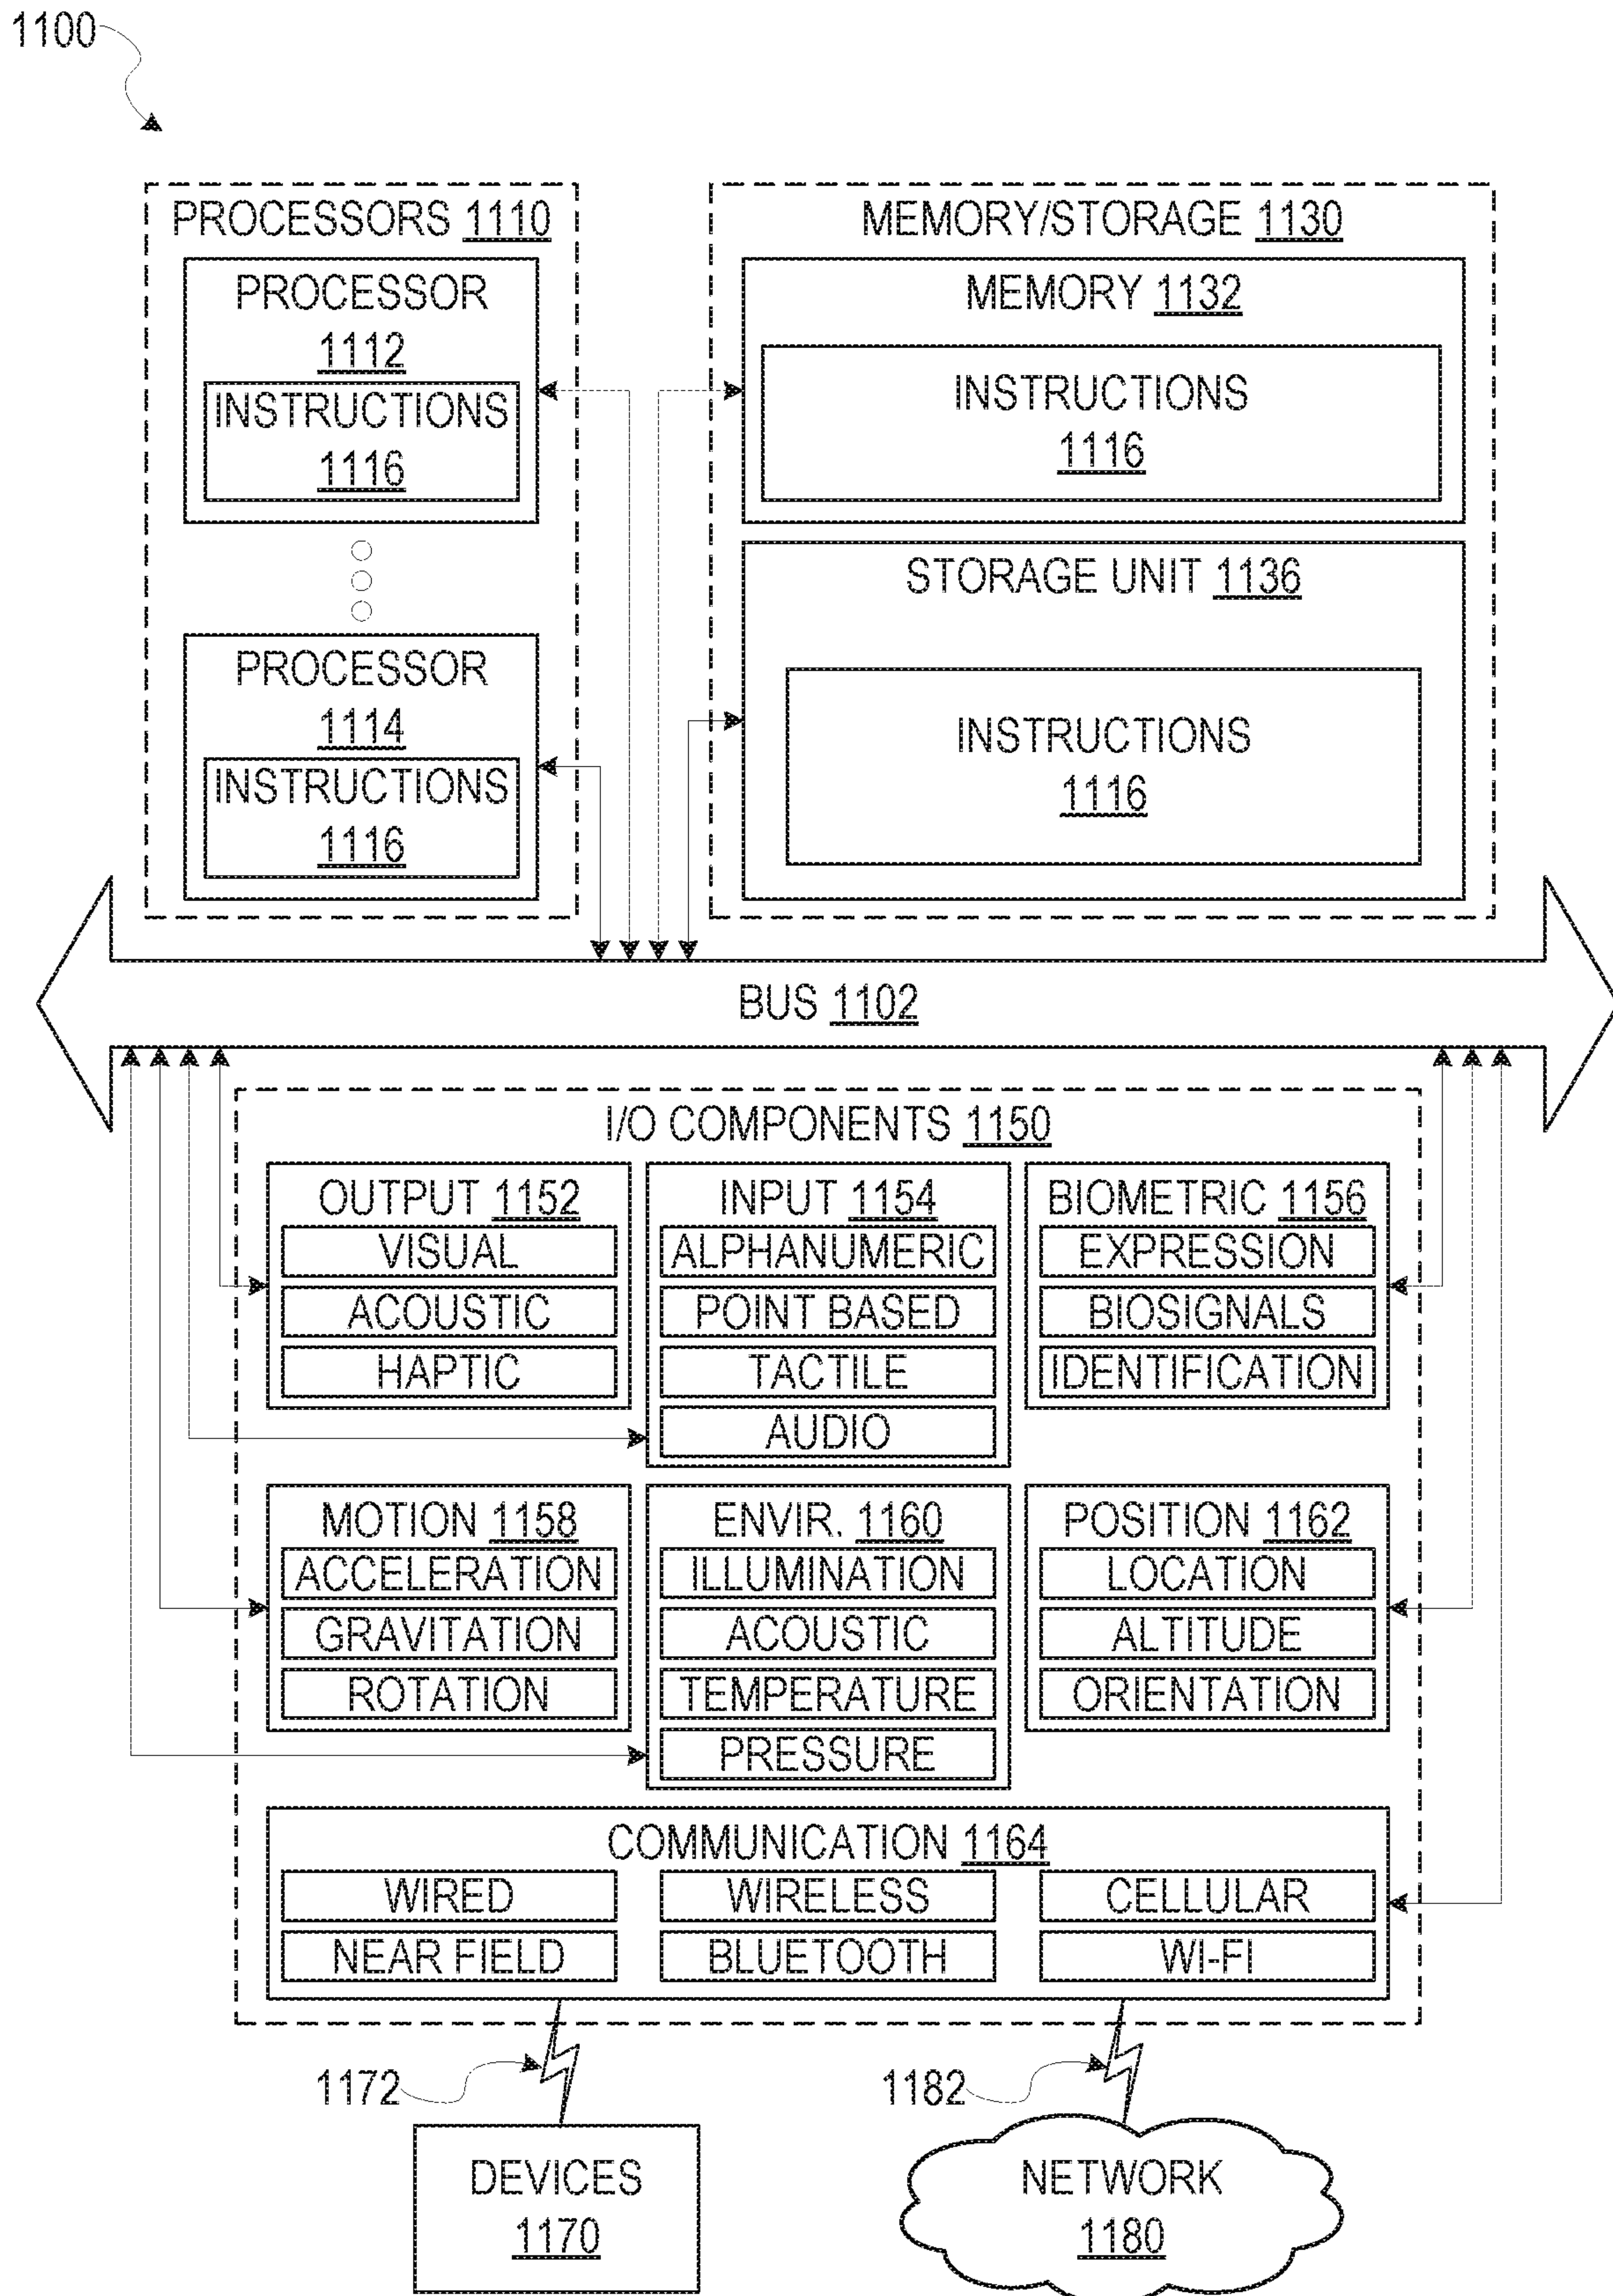 1100
PROCESSORS 1110
PROCESSOR
1112
INSTRUCTIONS
1116
PROCESSOR
1114
INSTRUCTIONS
1116
MEMORY/STORAGE 1130
MEMORY 1132
INSTRUCTIONS
1116
STORAGE UNIT 1136
INSTRUCTIONS
1116
BUS 1102
I/O COMPONENTS 1150
OUTPUT 1152
VISUAL
ACOUSTIC
HAPTIC
INPUT 1154
ALPHANUMERIC
POINT BASED
TACTILE
AUDIO
BIOMETRIC 1156
EXPRESSION
BIOSIGNALS
IDENTIFICATION
MOTION 1158
ACCELERATION
GRAVITATION
ROTATION
ENVIR. 1160
ILLUMINATION
ACOUSTIC
TEMPERATURE
PRESSURE
POSITION 1162
LOCATION
ALTITUDE
ORIENTATION
COMMUNICATION 1164
WIRED
WIRELESS
CELLULAR
NEAR FIELD
BLUETOOTH
WI-FI
1172
1182
DEVICES
1170
NETWORK
1180